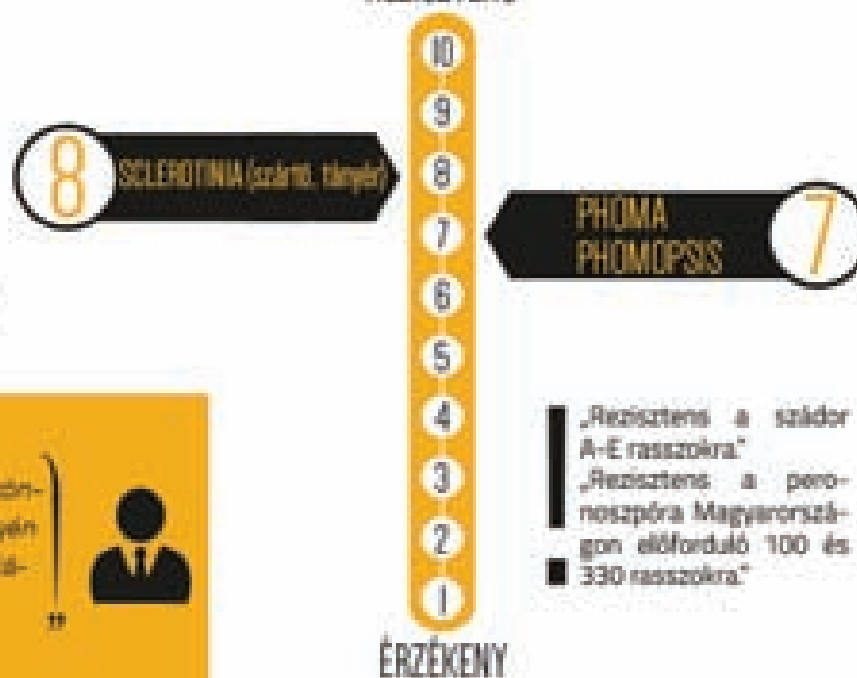 10
9
8 SCLEROTINIA (szártő, tányér)
8
7
PHOMA
PHOMOPSIS 7
6
5
4
3
2
1
ÉRZÉKENY
„Rezisztens a szádor
A-E rasszokra."
„Rezisztens a pero-
noszpóra Magyarorszá-
gon előforduló 100 és
330 rasszokra."